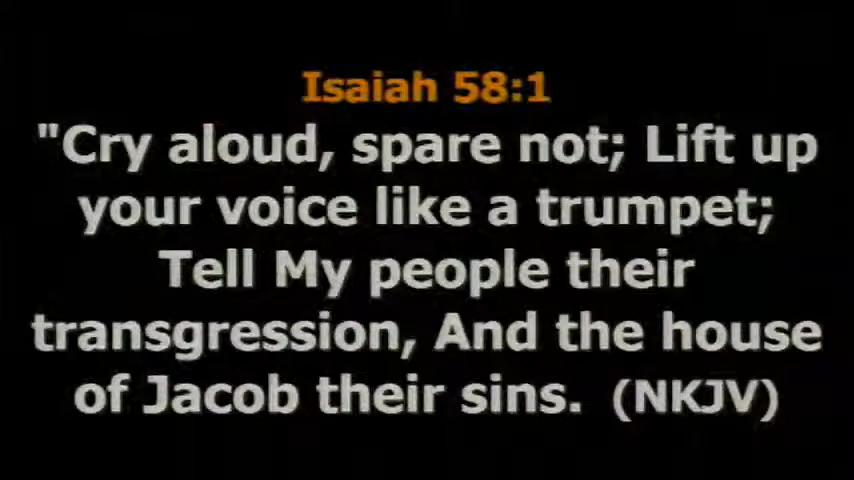 Isaiah 58:1
"Cry aloud, spare not; Lift up
your voice like a trumpet;
Tell My people their
transgression, And the house
of Jacob their sins. (NKJV)